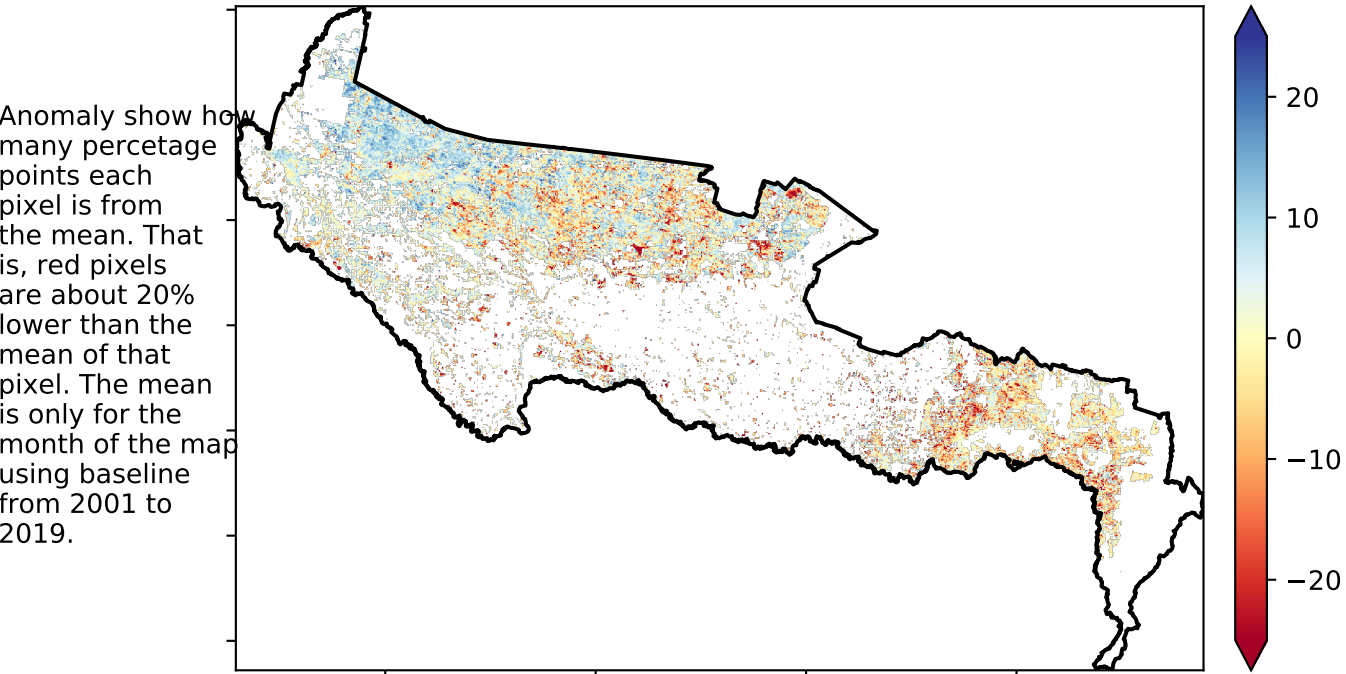 Anomaly show how
many percetage
points each
pixel is from
the mean. That
is, red pixels
are about 20%
lower than the
mean of that
pixel. The mean
is only for the
month of the map
using baseline
from 2001 to
2019.
20
10
0
−10
−20